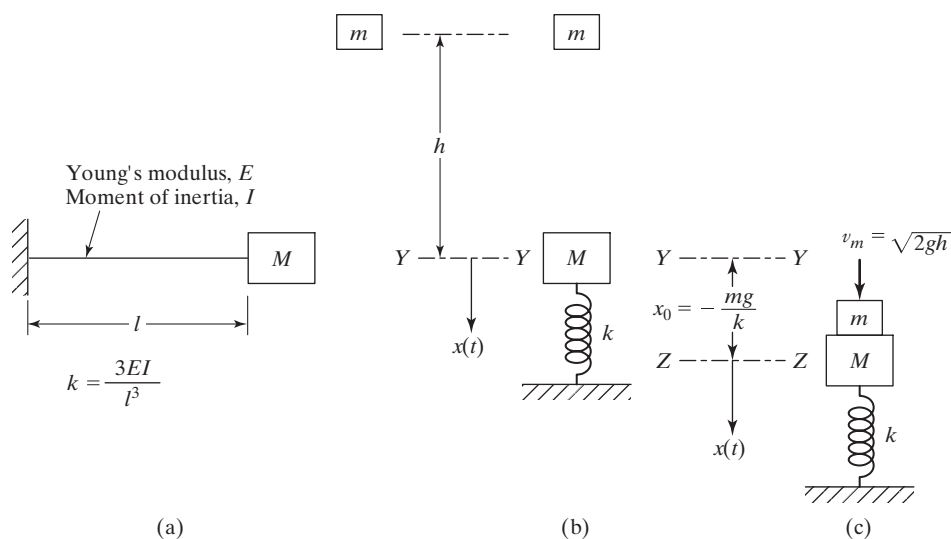 m
m
h
Young's modulus, E
Moment of inertia, I
M
l
k = 3EI / l³
(a)
Y Y
M
x(t)
k
(b)
v_m = √2gh
Y Y
x₀ = − mg / k
m
Z Z
M
x(t)
k
(c)